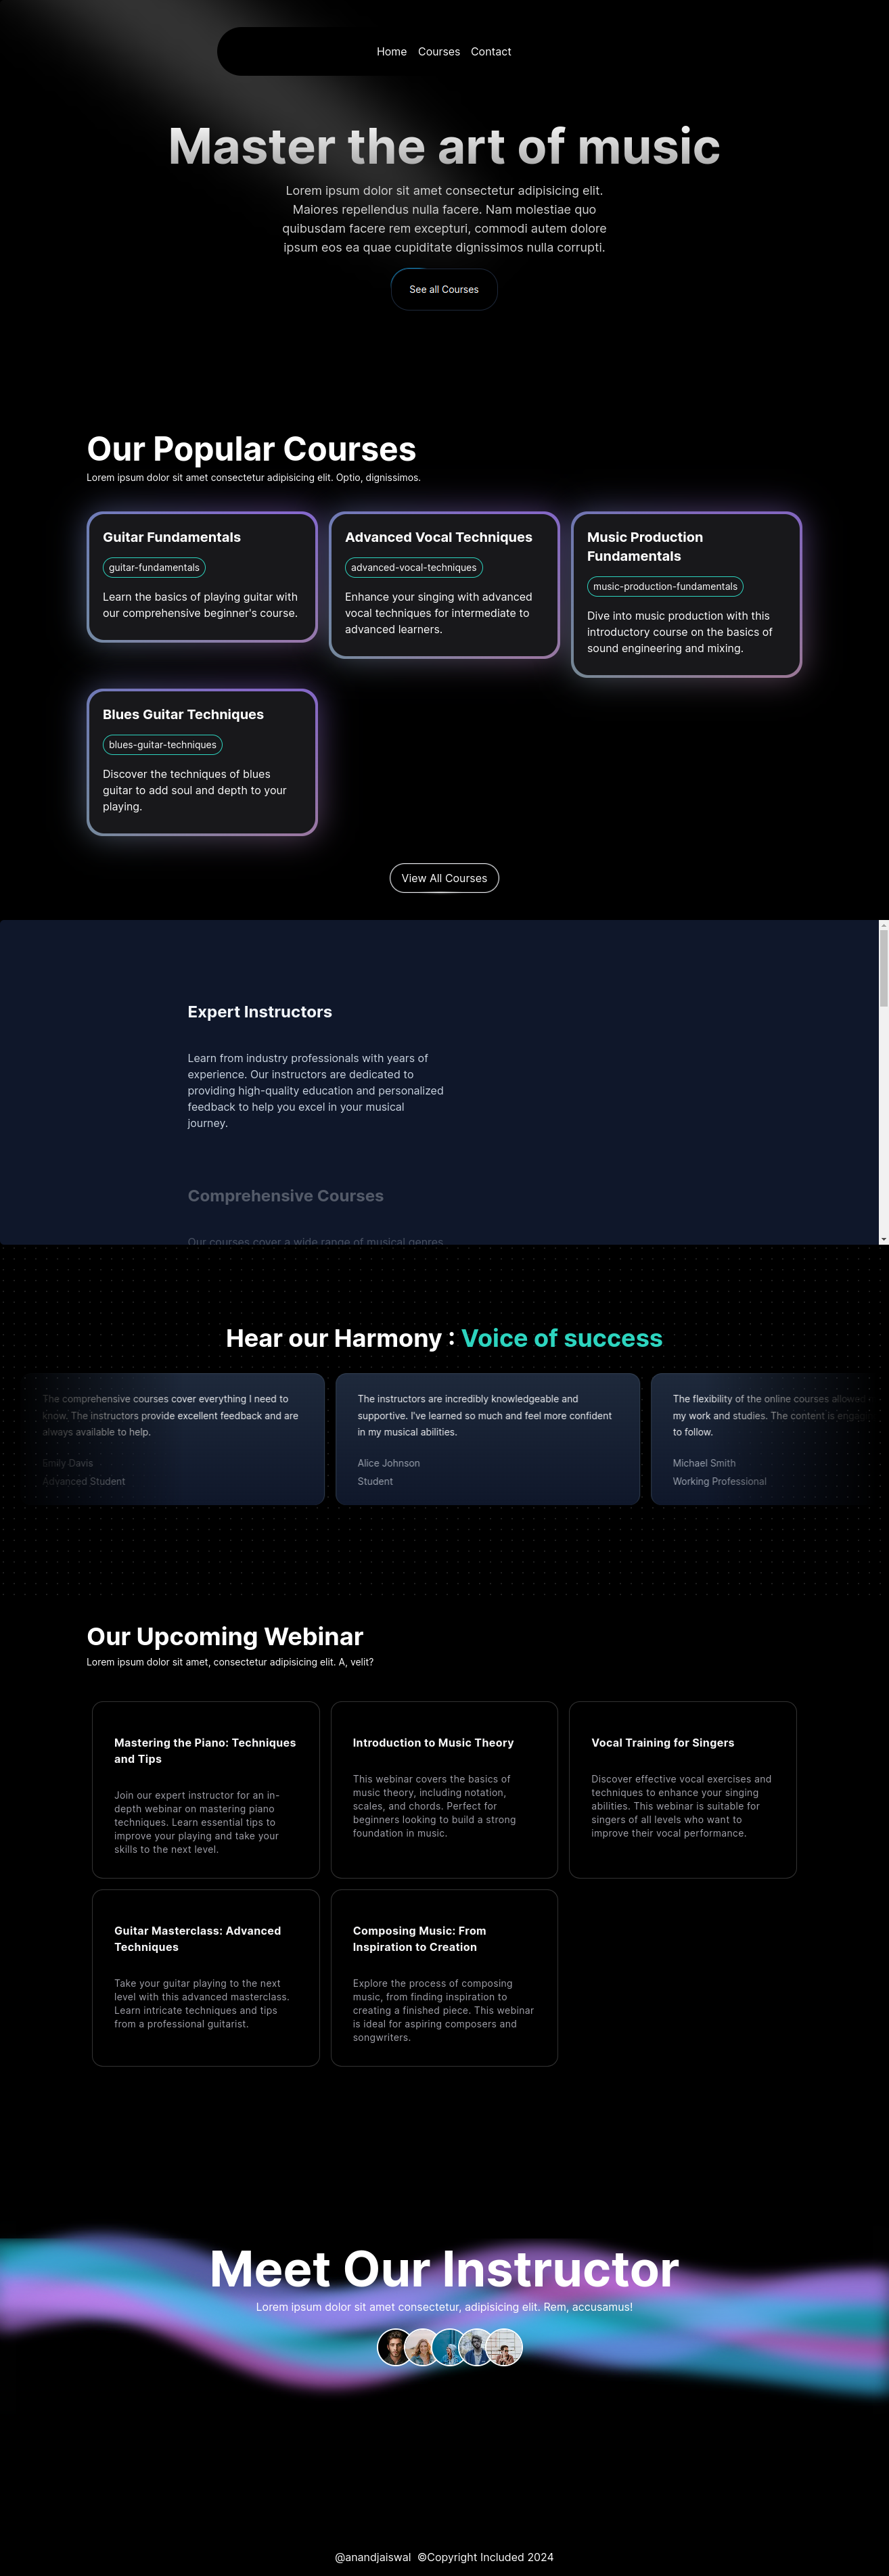 Home Courses Contact
Master the art of music
Lorem ipsum dolor sit amet consectetur adipisicing elit.
Maiores repellendus nulla facere. Nam molestiae quo
quibusdam facere rem excepturi, commodi autem dolore
ipsum eos ea quae cupiditate dignissimos nulla corrupti.
See all Courses
Our Popular Courses
Lorem ipsum dolor sit amet consectetur adipisicing elit. Optio, dignissimos.
Guitar Fundamentals
guitar-fundamentals
Learn the basics of playing guitar with
our comprehensive beginner's course.
Advanced Vocal Techniques
advanced-vocal-techniques
Enhance your singing with advanced
vocal techniques for intermediate to
advanced learners.
Music Production
Fundamentals
music-production-fundamentals
Dive into music production with this
introductory course on the basics of
sound engineering and mixing.
Blues Guitar Techniques
blues-guitar-techniques
Discover the techniques of blues
guitar to add soul and depth to your
playing.
View All Courses
Expert Instructors
Learn from industry professionals with years of
experience. Our instructors are dedicated to
providing high-quality education and personalized
feedback to help you excel in your musical
journey.
Comprehensive Courses
Our courses cover a wide range of musical genres
Hear our Harmony : Voice of success
The comprehensive courses cover everything I need to
know. The instructors provide excellent feedback and are
always available to help.
Emily Davis
Advanced Student
The instructors are incredibly knowledgeable and
supportive. I've learned so much and feel more confident
in my musical abilities.
Alice Johnson
Student
The flexibility of the online courses allowed
my work and studies. The content is
to follow.
Michael Smith
Working Professional
Our Upcoming Webinar
Lorem ipsum dolor sit amet, consectetur adipisicing elit. A, velit?
Mastering the Piano: Techniques
and Tips
Join our expert instructor for an in-
depth webinar on mastering piano
techniques. Learn essential tips to
improve your playing and take your
skills to the next level.
Introduction to Music Theory
This webinar covers the basics of
music theory, including notation,
scales, and chords. Perfect for
beginners looking to build a strong
foundation in music.
Vocal Training for Singers
Discover effective vocal exercises and
techniques to enhance your singing
abilities. This webinar is suitable for
singers of all levels who want to
improve their vocal performance.
Guitar Masterclass: Advanced
Techniques
Take your guitar playing to the next
level with this advanced masterclass.
Learn intricate techniques and tips
from a professional guitarist.
Composing Music: From
Inspiration to Creation
Explore the process of composing
music, from finding inspiration to
creating a finished piece. This webinar
is ideal for aspiring composers and
songwriters.
Meet Our Instructor
Lorem ipsum dolor sit amet consectetur, adipisicing elit. Rem, accusamus!
@anandjaiswal ©Copyright Included 2024